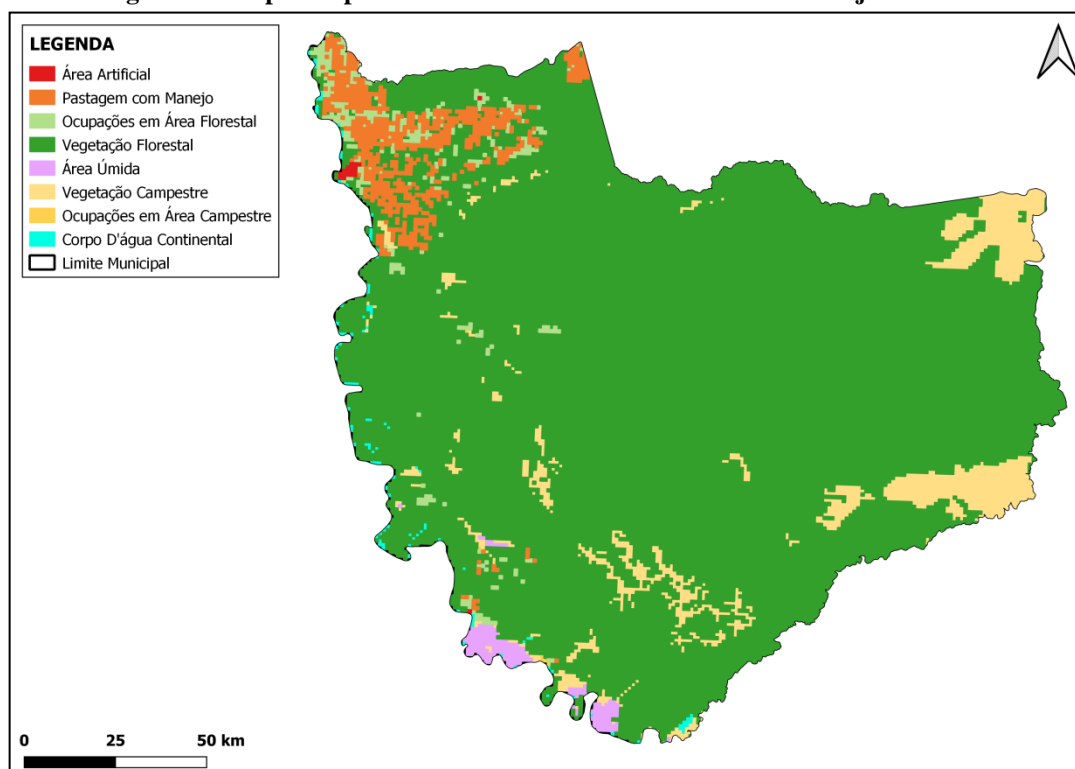 LEGENDA
Área Artificial
Pastagem com Manejo
Ocupações em Área Florestal
Vegetação Florestal
Área Úmida
Vegetação Campestre
Ocupações em Área Campestre
Corpo D'água Continental
Limite Municipal
0 25 50 km